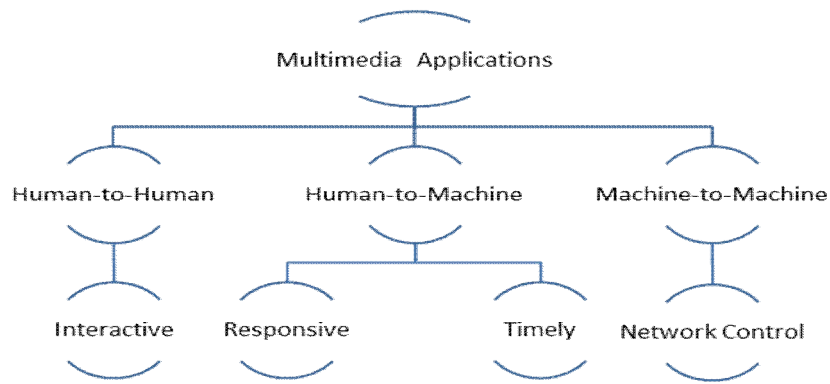 Multimedia Applications
Human-to-Human
Human-to-Machine
Machine-to-Machine
Interactive
Responsive
Timely
Network Control